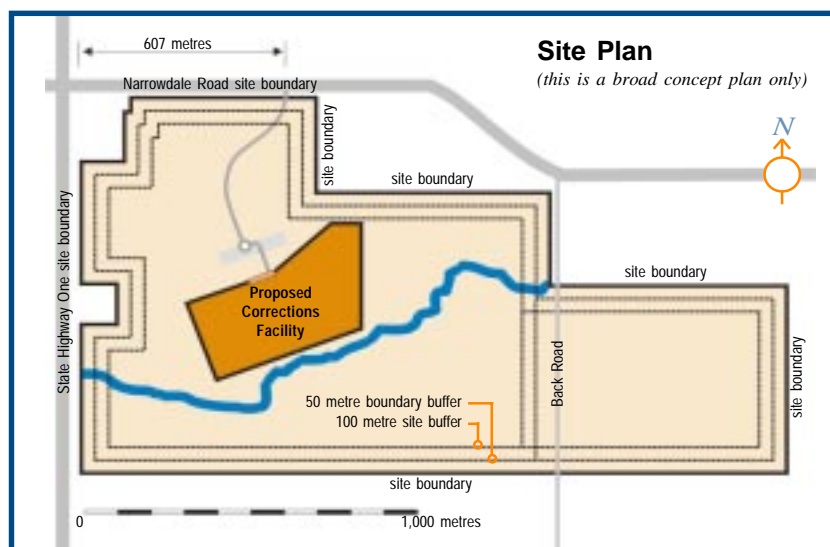 607 metres
Site Plan
(this is a broad concept plan only)
Narrowdale Road site boundary
N
site boundary
site boundary
site boundary
State Highway One site boundary
Proposed
Corrections
Facility
Back Road
site boundary
50 metre boundary buffer
100 metre site buffer
site boundary
0
1,000 metres